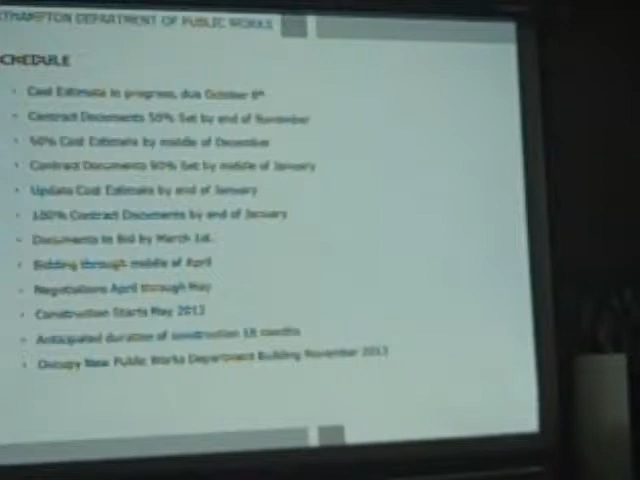 THAMPTON DEPARTMENT OF PUBLIC WORKS
CHEDULE
Cost Estimate in progress, due October 6th
Contract Documents 50% Set by end of November
50% Cost Estimate by middle of December
Contract Documents 90% Set by middle of January
Update Cost Estimate by end of January
100% Contract Documents by end of January
Documents to Bid by March 1st.
Bidding through middle of April
Negotiations April through May
Construction Starts May
Anticipated duration of construction 18 months
Occupy New Public Works Department Building November 2013